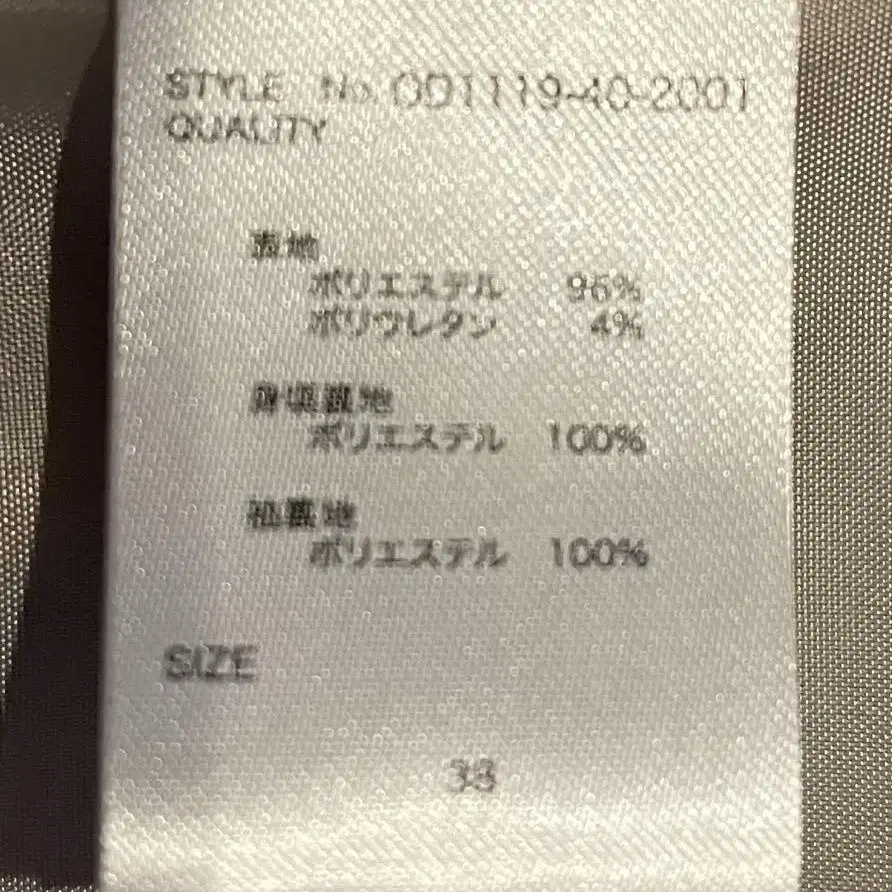 STYLE No. OD1119-40-2001
QUALITY
表地
ポリエステル 96%
ポリウレタン 4%
身頃裏地
ポリエステル 100%
袖裏地
ポリエステル 100%
SIZE
38